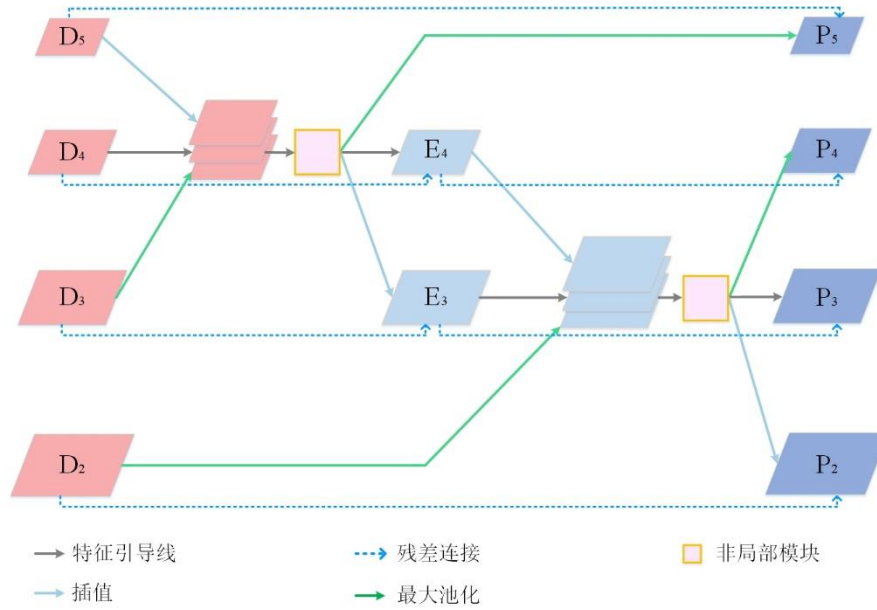 D₅ P₅
D₄ E₄ P₄
D₃ E₃ P₃
D₂ P₂
特征引导线 残差连接 非局部模块
插值 最大池化